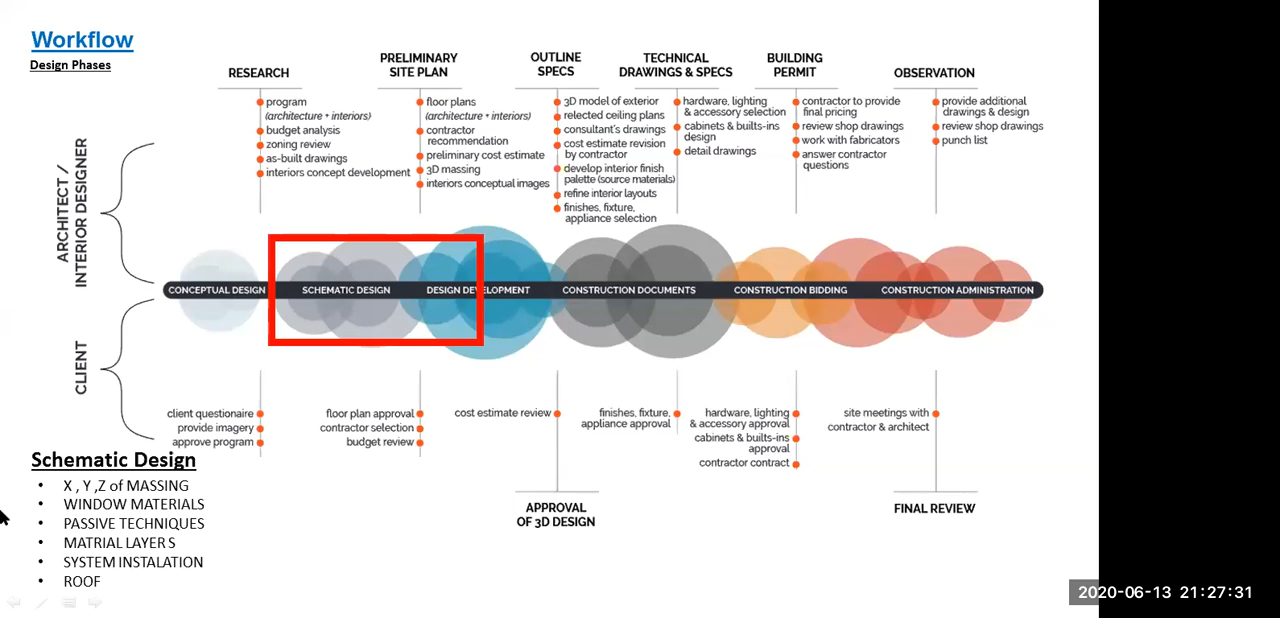 Workflow
Design Phases
RESEARCH
program
(architecture + interiors)
budget analysis
zoning review
as-built drawings
interiors concept development
PRELIMINARY
SITE PLAN
floor plans
(architecture + interiors)
contractor
recommendation
preliminary cost estimate
3D massing
interiors conceptual images
OUTLINE
SPECS
3D model of exterior
relected ceiling plans
consultant's drawings
cost estimate revision
by contractor
develop interior finish
palette (source materials)
refine interior layouts
finishes, fixture,
appliance selection
TECHNICAL
DRAWINGS & SPECS
hardware, lighting
& accessory selection
cabinets & builts-ins
design
detail drawings
BUILDING
PERMIT
contractor to provide
final pricing
review shop drawings
work with fabricators
answer contractor
questions
OBSERVATION
provide additional
drawings & design
review shop drawings
punch list
ARCHITECT /
INTERIOR DESIGNER
CONCEPTUAL DESIGN
SCHEMATIC DESIGN
DESIGN DEVELOPMENT
CONSTRUCTION DOCUMENTS
CONSTRUCTION BIDDING
CONSTRUCTION ADMINISTRATION
CLIENT
client questionaire
provide imagery
approve program
floor plan approval
contractor selection
budget review
cost estimate review
APPROVAL
OF 3D DESIGN
finishes, fixture,
appliance approval
hardware, lighting
& accessory approval
cabinets & builts-ins
approval
contractor contract
site meetings with
contractor & architect
FINAL REVIEW
Schematic Design
• X , Y ,Z of MASSING
• WINDOW MATERIALS
• PASSIVE TECHNIQUES
• MATRIAL LAYER S
• SYSTEM INSTALATION
• ROOF
2020-06-13 21:27:31